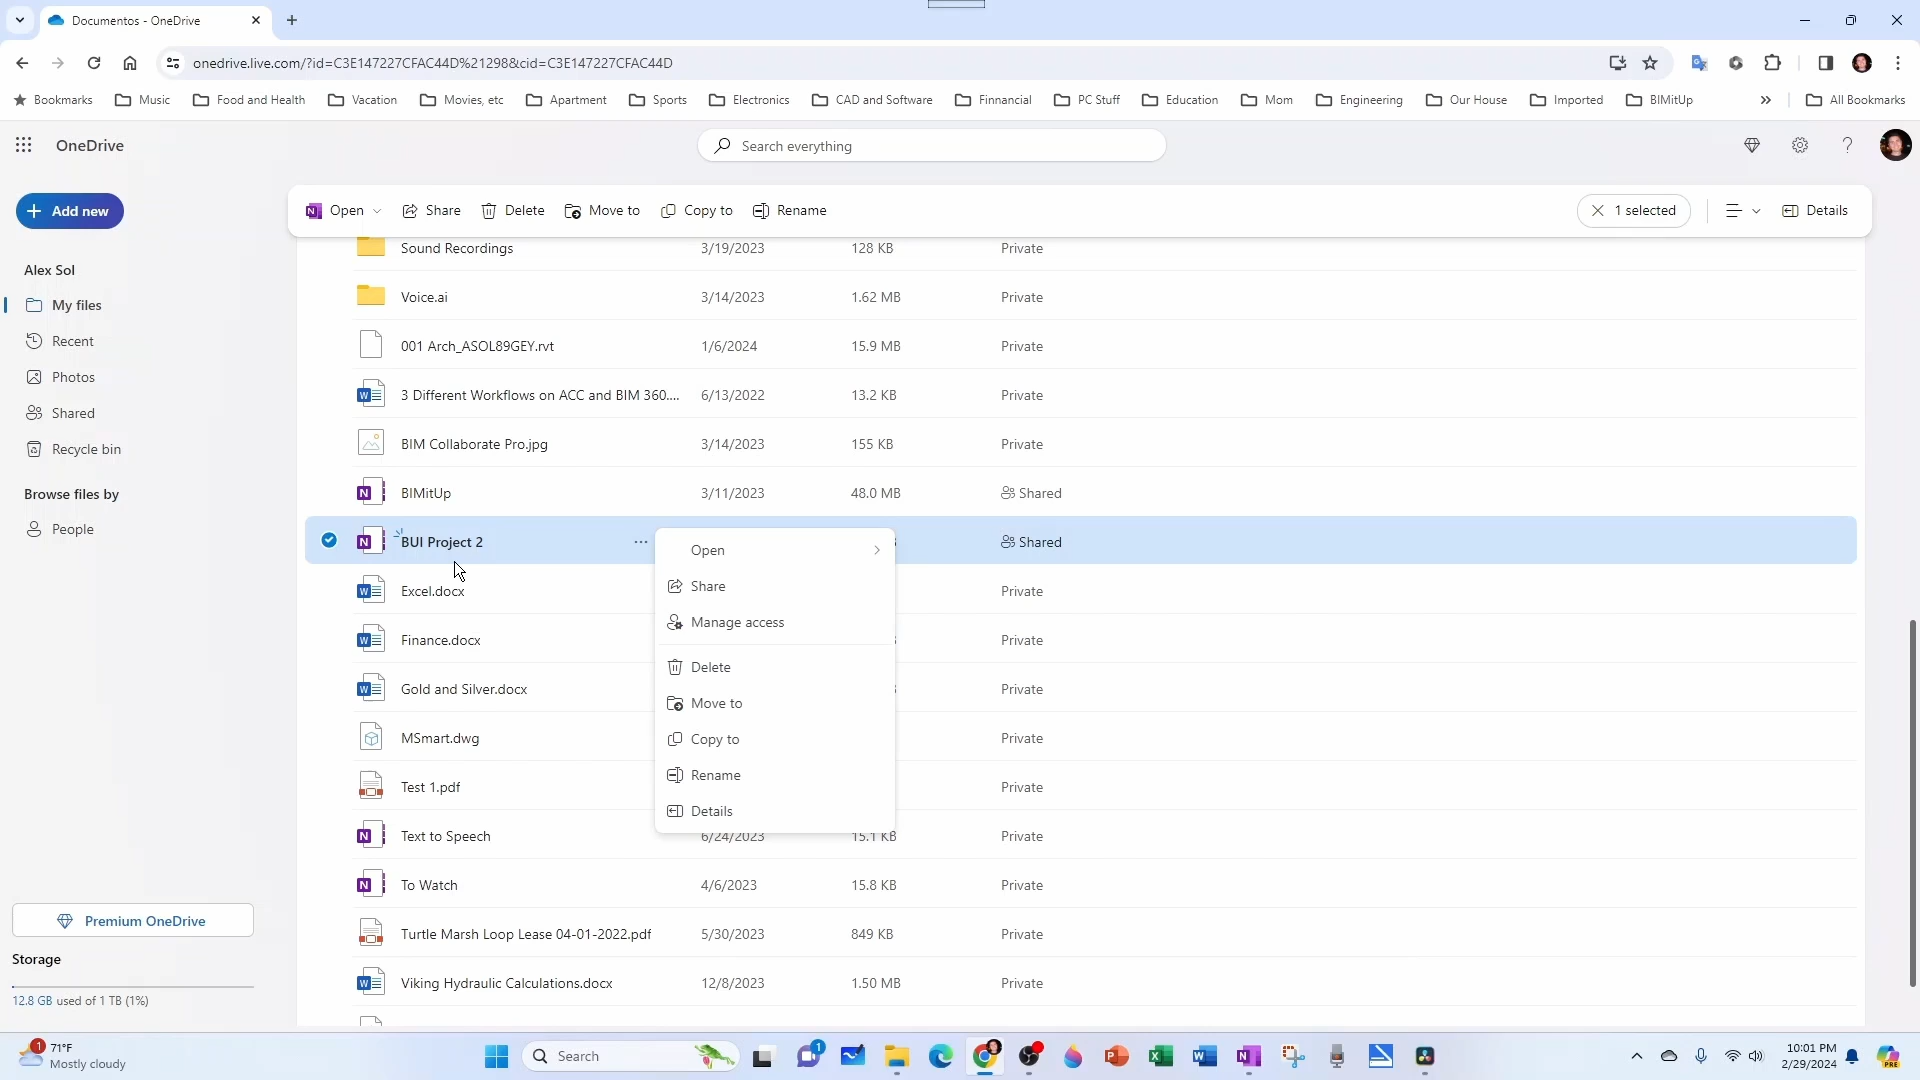 Documentos - OneDrive
onedrive.live.com/?id=C3E147227CFAC44D%21298&cid=C3E147227CFAC44D
Bookmarks Music Food and Health Vacation Movies, etc Apartment Sports Electronics CAD and Software Finnancial PC Stuff Education Mom Engineering Our House Imported BIMitUp All Bookmarks
OneDrive
Search everything
Add new
Open Share Delete Move to Copy to Rename 1 selected Details
Alex Sol
My files
Recent
Photos
Shared
Recycle bin
Browse files by
People
Premium OneDrive
Storage
12.8 GB used of 1 TB (1%)
Sound Recordings 3/19/2023 128 KB Private
Voice.ai 3/14/2023 1.62 MB Private
001 Arch_ASOL89GEY.rvt 1/6/2024 15.9 MB Private
3 Different Workflows on ACC and BIM 360.... 6/13/2022 13.2 KB Private
BIM Collaborate Pro.jpg 3/14/2023 155 KB Private
BIMitUp 3/11/2023 48.0 MB Shared
BUI Project 2 Shared
Excel.docx Private
Finance.docx Private
Gold and Silver.docx Private
MSmart.dwg Private
Test 1.pdf Private
Text to Speech 6/24/2023 15.1 KB Private
To Watch 4/6/2023 15.8 KB Private
Turtle Marsh Loop Lease 04-01-2022.pdf 5/30/2023 849 KB Private
Viking Hydraulic Calculations.docx 12/8/2023 1.50 MB Private
Open
Share
Manage access
Delete
Move to
Copy to
Rename
Details
1
71°F
Mostly cloudy
Search
1
10:01 PM
2/29/2024
PRE